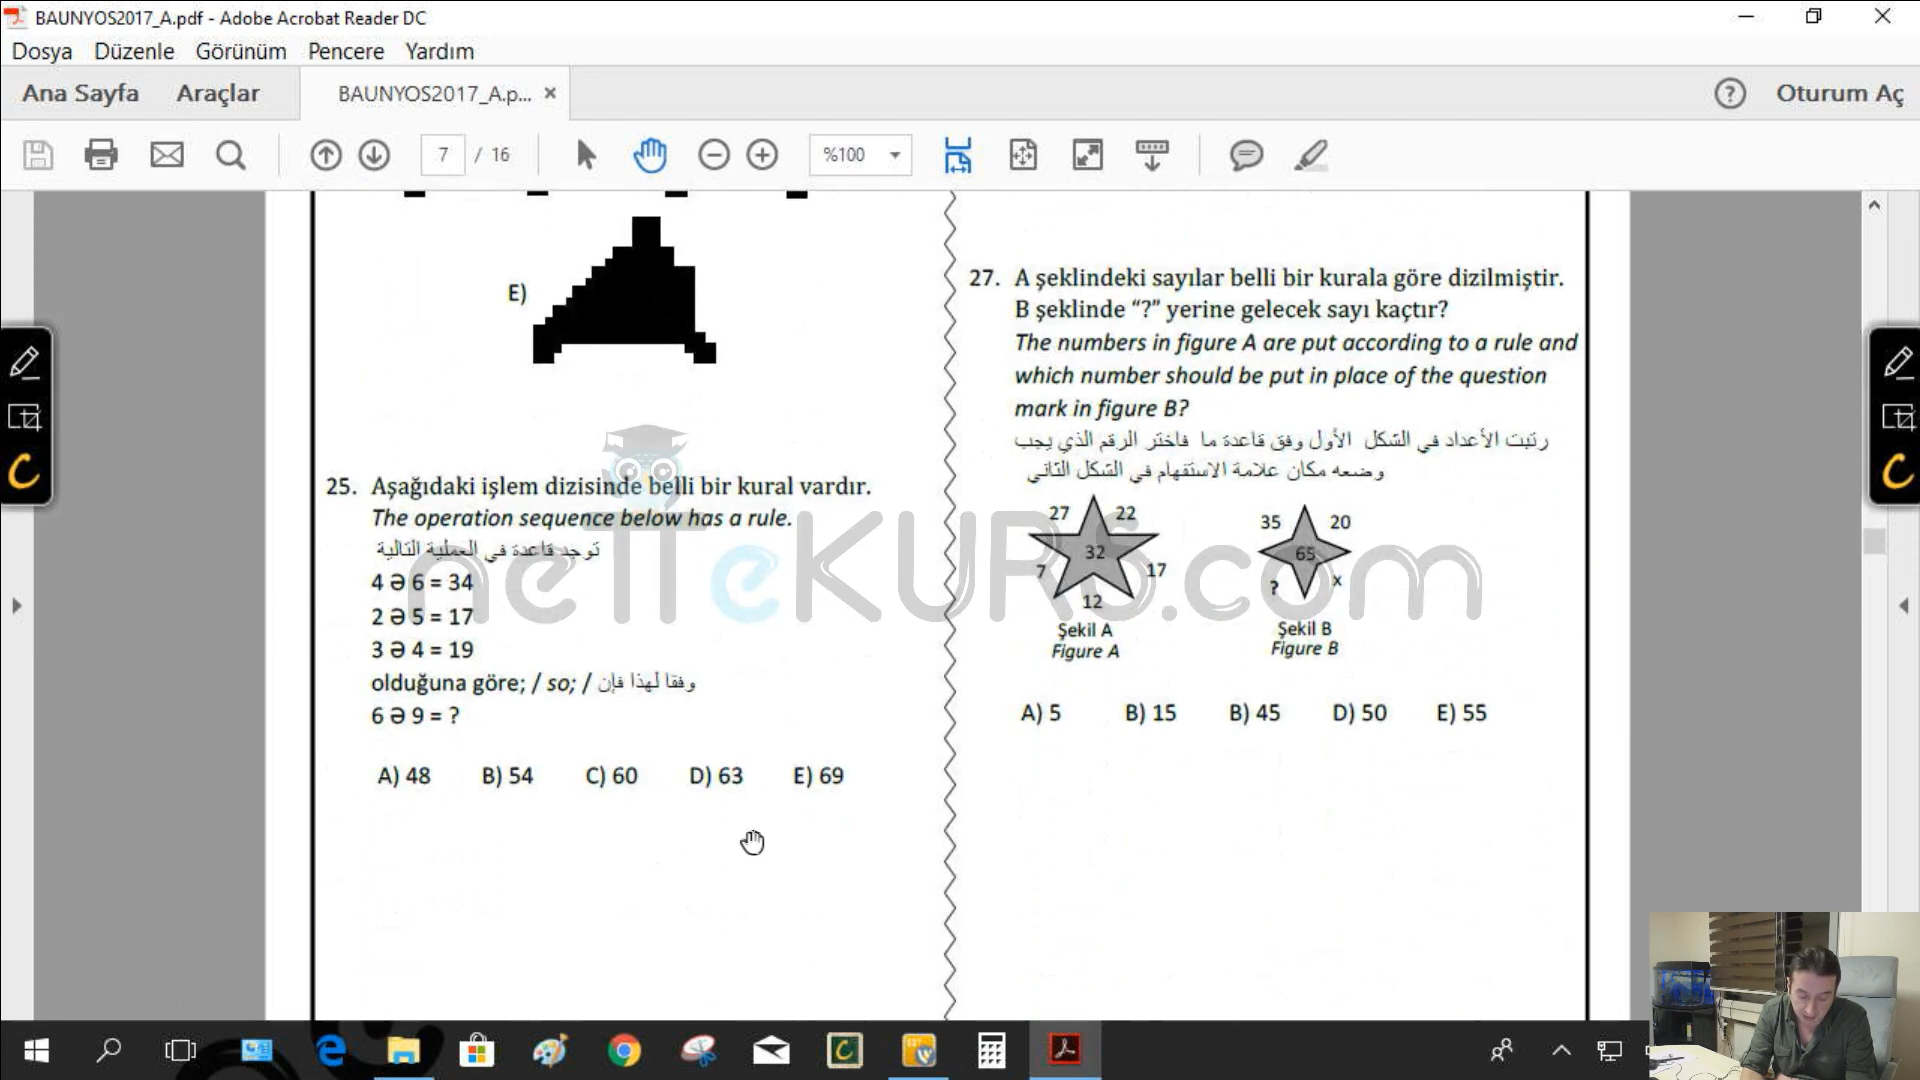 BAUNYOS2017_A.pdf - Adobe Acrobat Reader DC
Dosya Düzenle Görünüm Pencere Yardım
Ana Sayfa Araçlar BAUNYOS2017_A.p... Oturum Aç
7 / 16 %100
E)
25. Aşağıdaki işlem dizisinde belli bir kural vardır.
The operation sequence below has a rule.
توجد قاعدة في العملية التالية
4 Ə 6 = 34
2 Ə 5 = 17
3 Ə 4 = 19
olduğuna göre; / so; / وفقا لهذا فإن
6 Ə 9 = ?
A) 48 B) 54 C) 60 D) 63 E) 69
27. A şeklindeki sayılar belli bir kurala göre dizilmiştir.
B şeklinde “?” yerine gelecek sayı kaçtır?
The numbers in figure A are put according to a rule and
which number should be put in place of the question
mark in figure B?
رتبت الأعداد في الشكل الأول وفق قاعدة ما فاختر الرقم الذي يجب
وضعه مكان علامة الاستفهام في الشكل الثاني
27 22
32
7 17
12
Şekil A
Figure A
35 20
65
? x
Şekil B
Figure B
A) 5 B) 15 B) 45 D) 50 E) 55
neTTeKURS.com